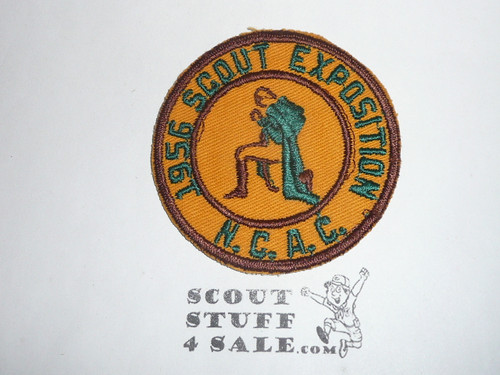 1956 SCOUT EXPOSITION
N.C.A.C.
SCOUT
STUFF
4 SALE.COM